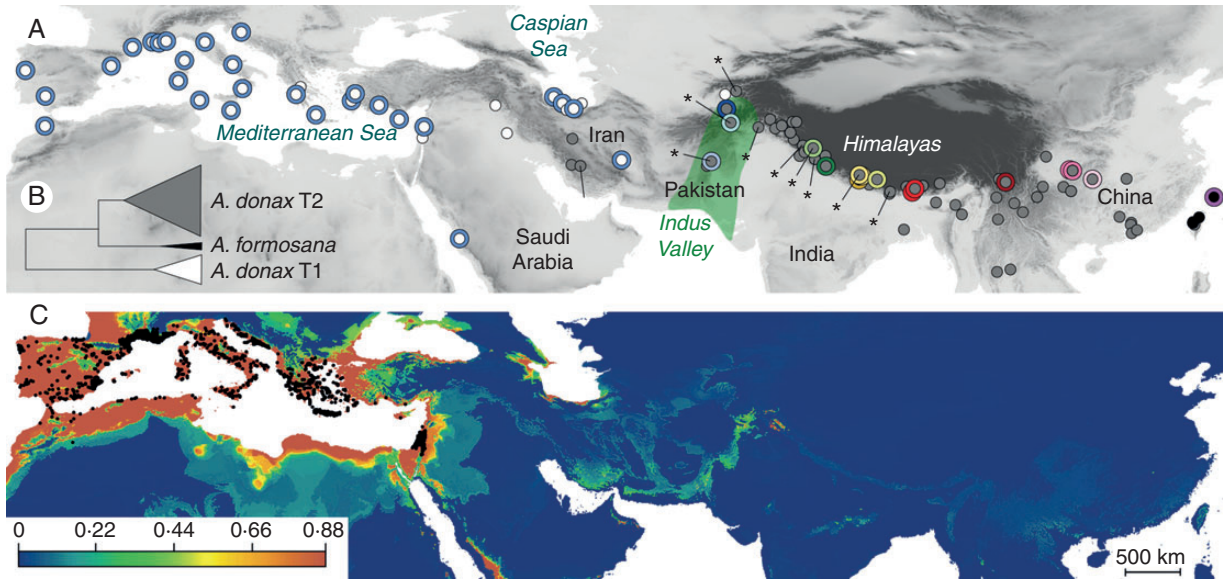 A
Caspian
Sea
Mediterranean Sea
Iran
Himalayas
Pakistan
China
Indus
Valley
India
Saudi
Arabia
*
*
*
*
*
*
*
*
B
A. donax T2
A. formosana
A. donax T1
C
0
0·22
0·44
0·66
0·88
500 km